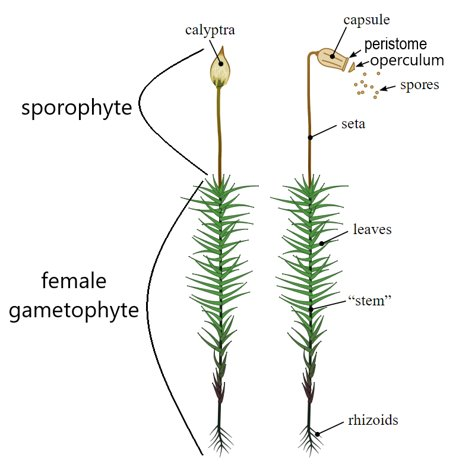 calyptra
capsule
peristome
operculum
spores
sporophyte
seta
leaves
female
gametophyte
“stem”
rhizoids